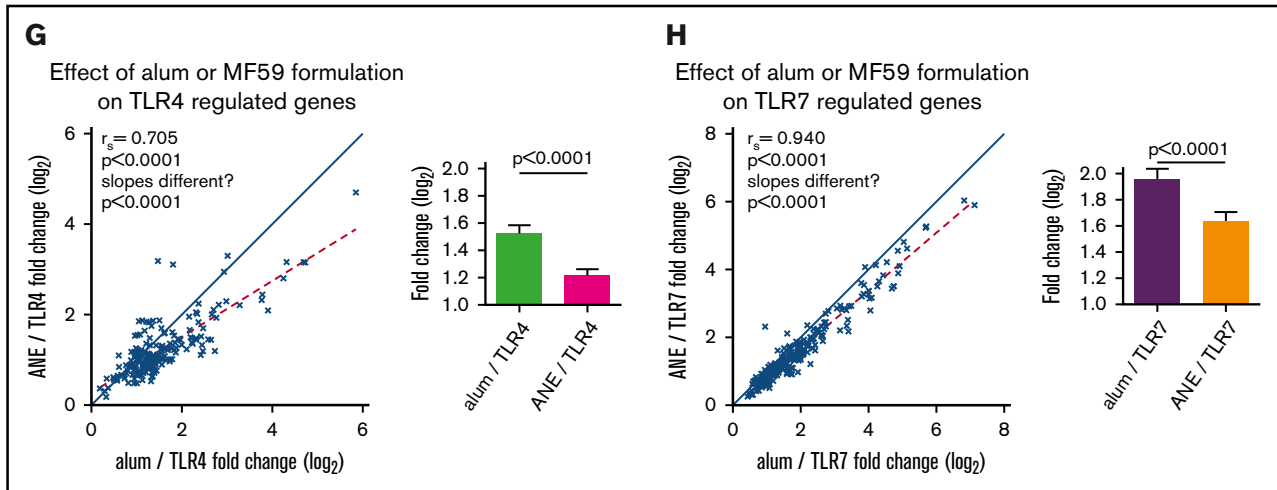 G
Effect of alum or MF59 formulation
on TLR4 regulated genes
rs= 0.705
p<0.0001
slopes different?
p<0.0001
ANE / TLR4 fold change (log2)
6
4
2
0
0 2 4 6
alum / TLR4 fold change (log2)
p<0.0001
Fold change (log2)
2.0
1.8
1.6
1.4
1.2
1.0
alum / TLR4
ANE / TLR4
H
Effect of alum or MF59 formulation
on TLR7 regulated genes
rs= 0.940
p<0.0001
slopes different?
p<0.0001
ANE / TLR7 fold change (log2)
8
6
4
2
0
0 2 4 6 8
alum / TLR7 fold change (log2)
p<0.0001
Fold change (log2)
2.0
1.8
1.6
1.4
1.2
1.0
alum / TLR7
ANE / TLR7